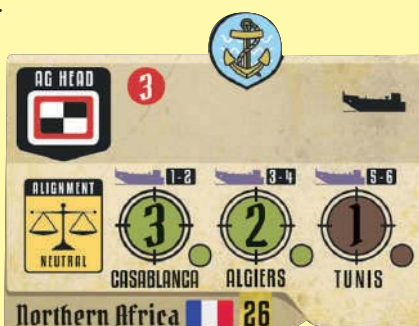 AG HEAD
3
1-2 3-4 5-6
ALIGNMENT
3 2 1
NEUTRAL
CASABLANCA ALGIERS TUNIS
Northern Africa 26